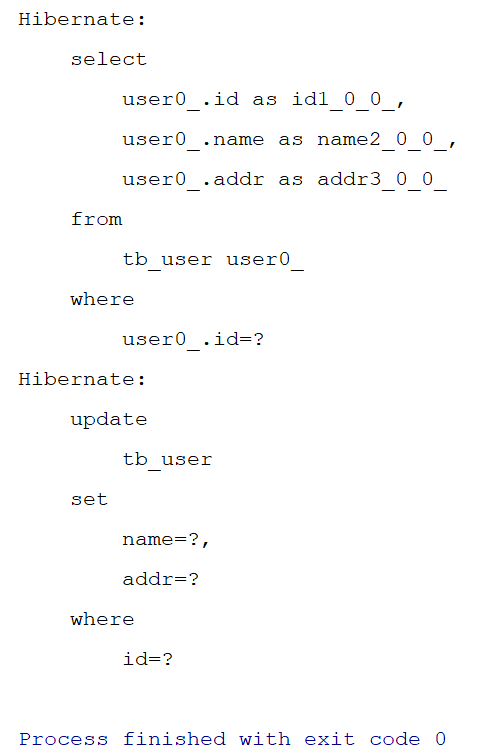 Hibernate:
    select
        user0_.id as id1_0_0_,
        user0_.name as name2_0_0_,
        user0_.addr as addr3_0_0_
    from
        tb_user user0_
    where
        user0_.id=?
Hibernate:
    update
        tb_user
    set
        name=?,
        addr=?
    where
        id=?
Process finished with exit code 0